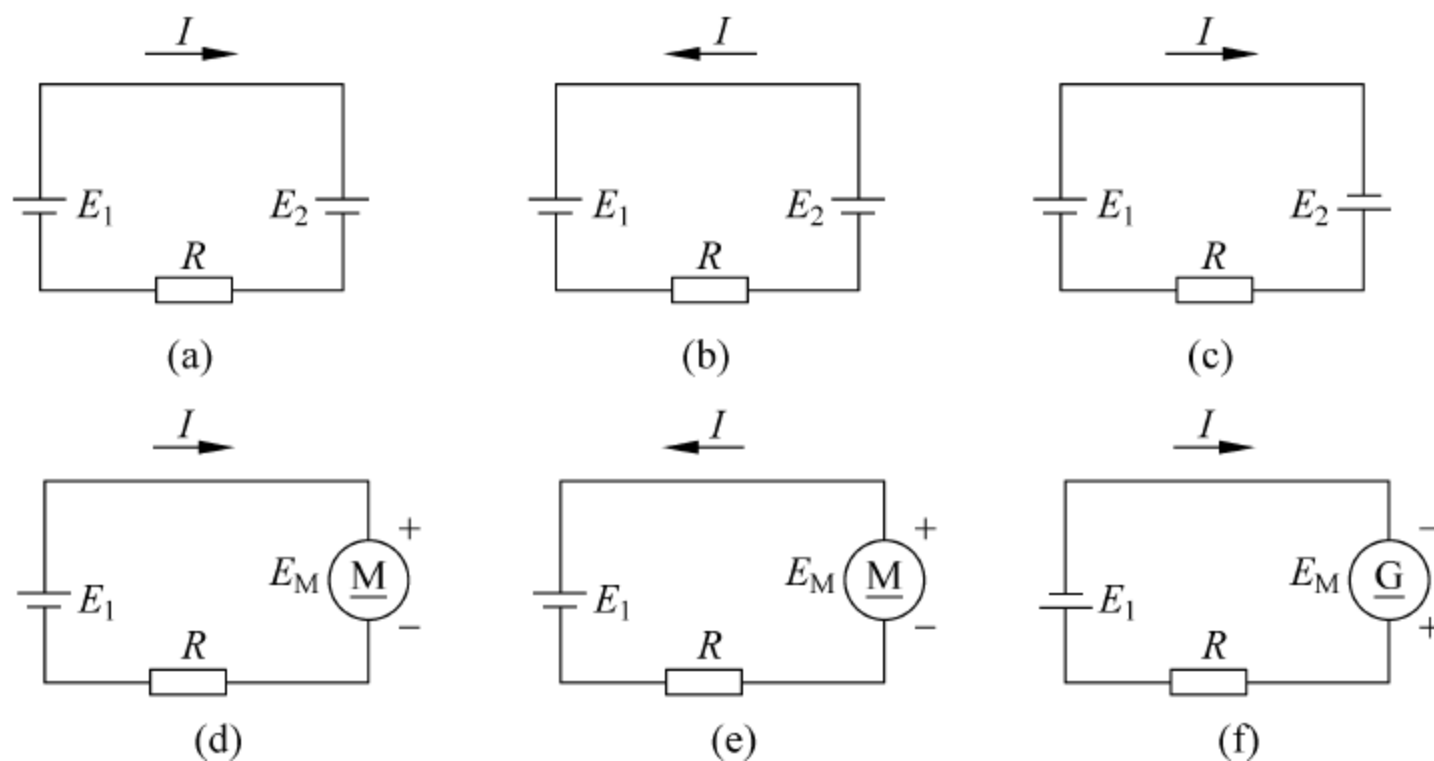 I I I
E1 E2 E1 E2 E1 E2
R R R
(a) (b) (c)
I I I
+ + −
EM M EM M EM G
E1 E1 E1
− − +
R R R
(d) (e) (f)